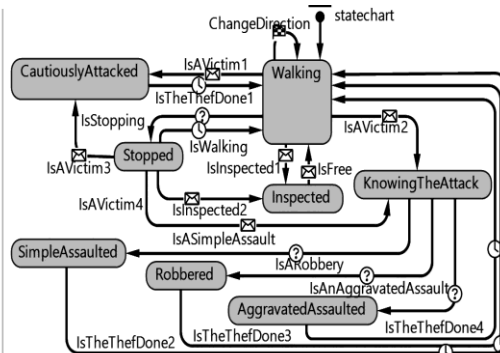 statechart
ChangeDirection
IsAVictim1
CautiouslyAttacked
Walking
IsTheThefDone1
IsStopping
IsAVictim2
IsWalking
Stopped
IsInspected1
IsFree
IsAVictim3
KnowingTheAttack
Inspected
IsAVictim4
IsInspected2
IsASimpleAssault
SimpleAssaulted
IsARobbery
Robbered
IsAnAggravatedAssault
AggravatedAssaulted
IsTheThefDone4
IsTheThefDone3
IsTheThefDone2